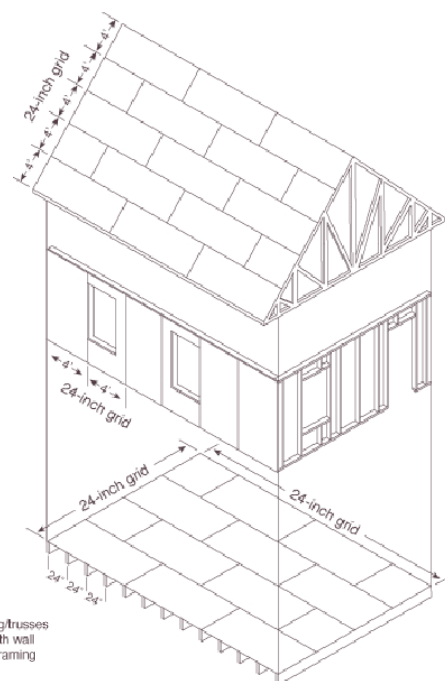 4'
4'
24-inch grid
4'
4'
4'
4'
4'
24-inch grid
24-inch grid
24-inch grid
24"
24"
24"
g/trusses
th wall
raming